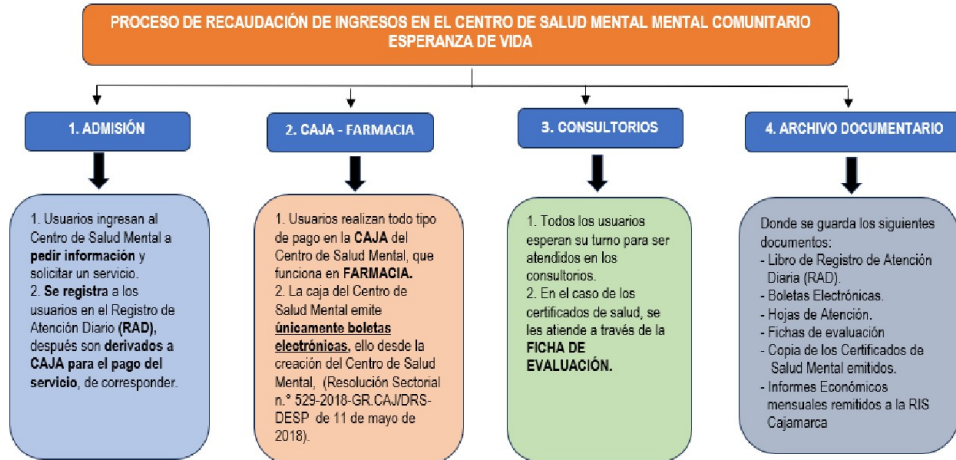 PROCESO DE RECAUDACIÓN DE INGRESOS EN EL CENTRO DE SALUD MENTAL MENTAL COMUNITARIO
ESPERANZA DE VIDA
1. ADMISIÓN
1. Usuarios ingresan al
Centro de Salud Mental a
pedir información y
solicitar un servicio.
2. Se registra a los
usuarios en el Registro de
Atención Diario (RAD),
después son derivados a
CAJA para el pago del
servicio, de corresponder.
2. CAJA - FARMACIA
1. Usuarios realizan todo tipo
de pago en la CAJA del
Centro de Salud Mental, que
funciona en FARMACIA.
2. La caja del Centro de
Salud Mental emite
únicamente boletas
electrónicas, ello desde la
creación del Centro de Salud
Mental, (Resolución Sectorial
n.° 529-2018-GR.CAJ/DRS-
DESP de 11 de mayo de
2018).
3. CONSULTORIOS
1. Todos los usuarios
esperan su turno para ser
atendidos en los
consultorios.
2. En el caso de los
certificados de salud, se
les atiende a través de la
FICHA DE
EVALUACIÓN.
4. ARCHIVO DOCUMENTARIO
Donde se guarda los siguientes
documentos:
- Libro de Registro de Atención
Diaria (RAD).
- Boletas Electrónicas.
- Hojas de Atención.
- Fichas de evaluación
- Copia de los Certificados de
Salud Mental emitidos.
- Informes Económicos
mensuales remitidos a la RIS
Cajamarca